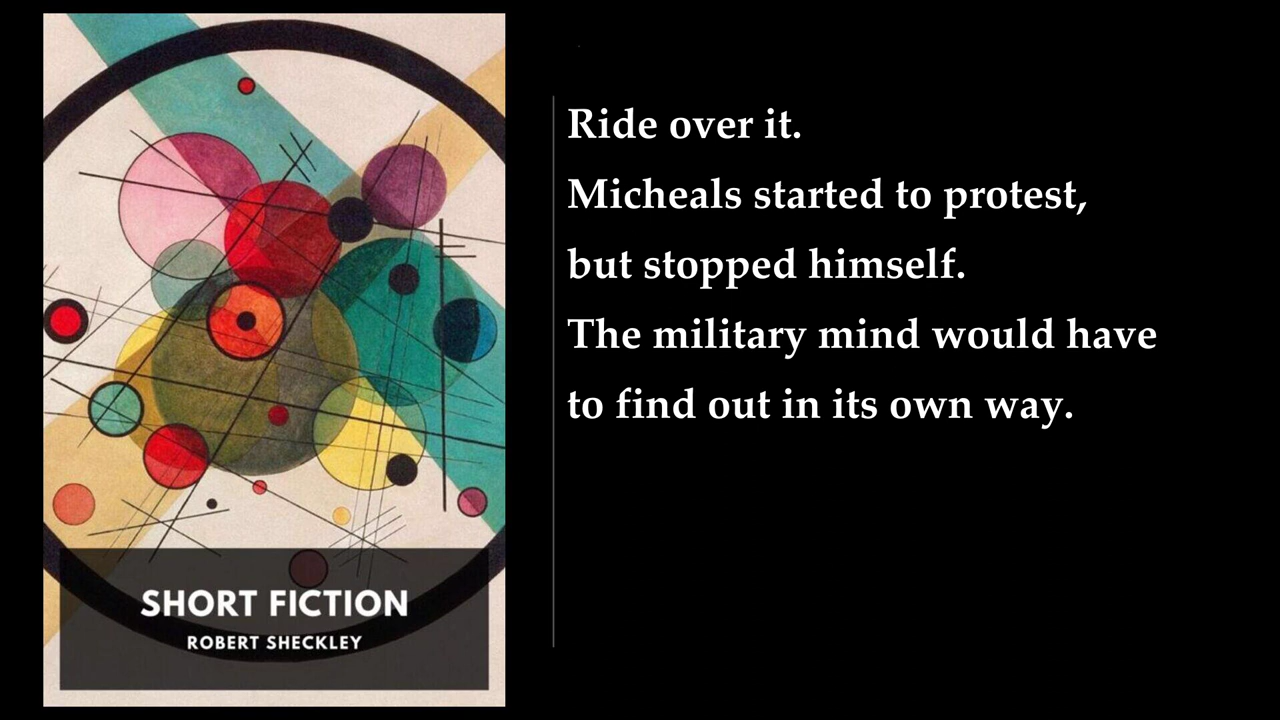 Ride over it.
Micheals started to protest,
but stopped himself.
The military mind would have
to find out in its own way.
SHORT FICTION
ROBERT SHECKLEY